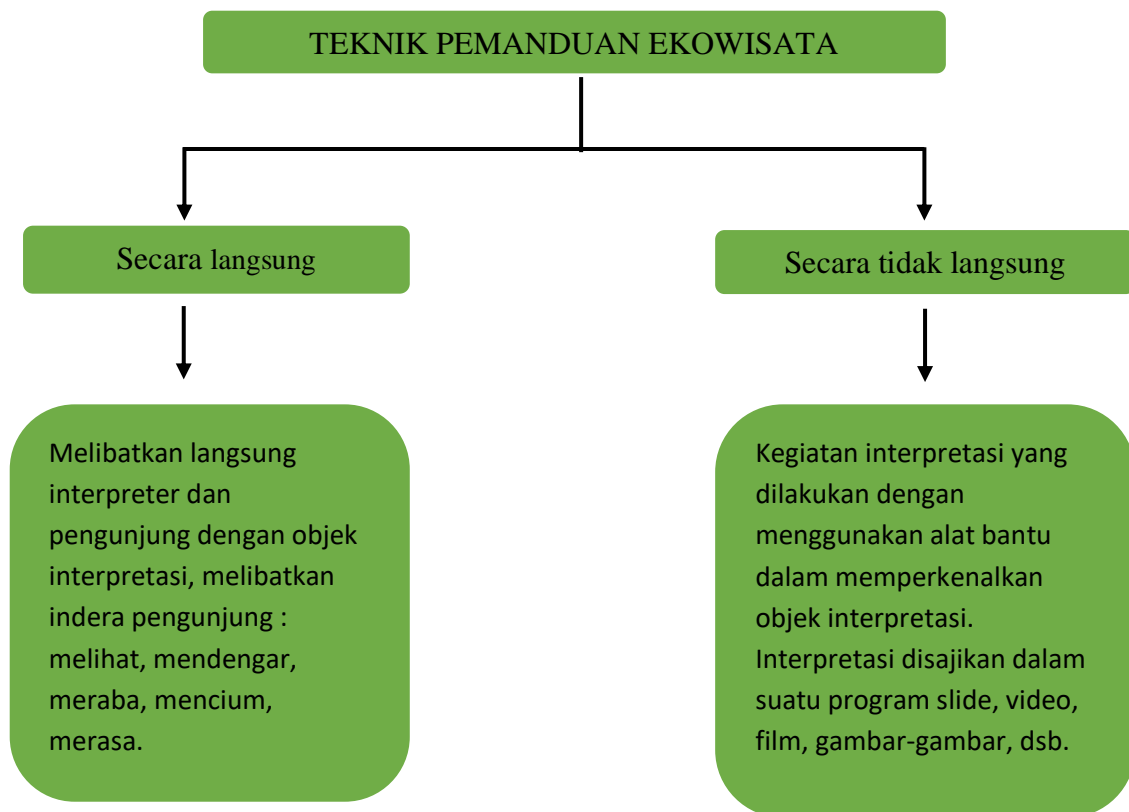 TEKNIK PEMANDUAN EKOWISATA
Secara langsung
Secara tidak langsung
Melibatkan langsung
interpreter dan
pengunjung dengan objek
interpretasi, melibatkan
indera pengunjung :
melihat, mendengar,
meraba, mencium,
merasa.
Kegiatan interpretasi yang
dilakukan dengan
menggunakan alat bantu
dalam memperkenalkan
objek interpretasi.
Interpretasi disajikan dalam
suatu program slide, video,
film, gambar-gambar, dsb.